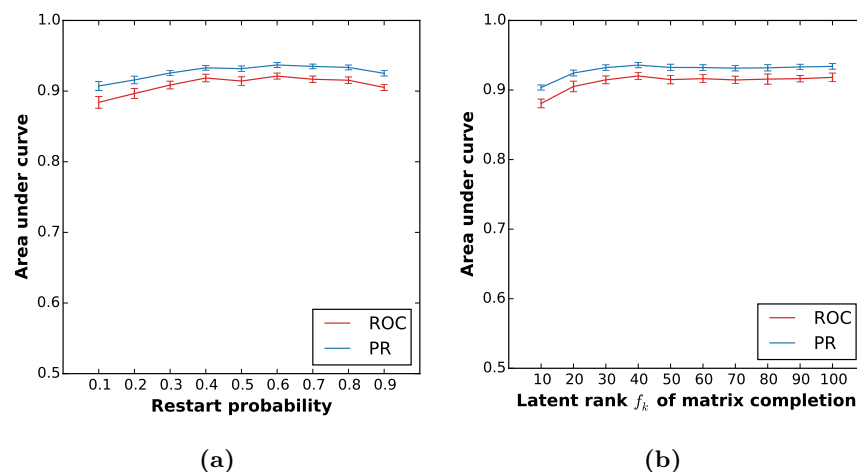 1.0
0.9
0.8
0.7
0.6
0.5
Area under curve
ROC
PR
0.1 0.2 0.3 0.4 0.5 0.6 0.7 0.8 0.9
Restart probability
(a)
1.0
0.9
0.8
0.7
0.6
0.5
Area under curve
ROC
PR
10 20 30 40 50 60 70 80 90 100
Latent rank f_k of matrix completion
(b)